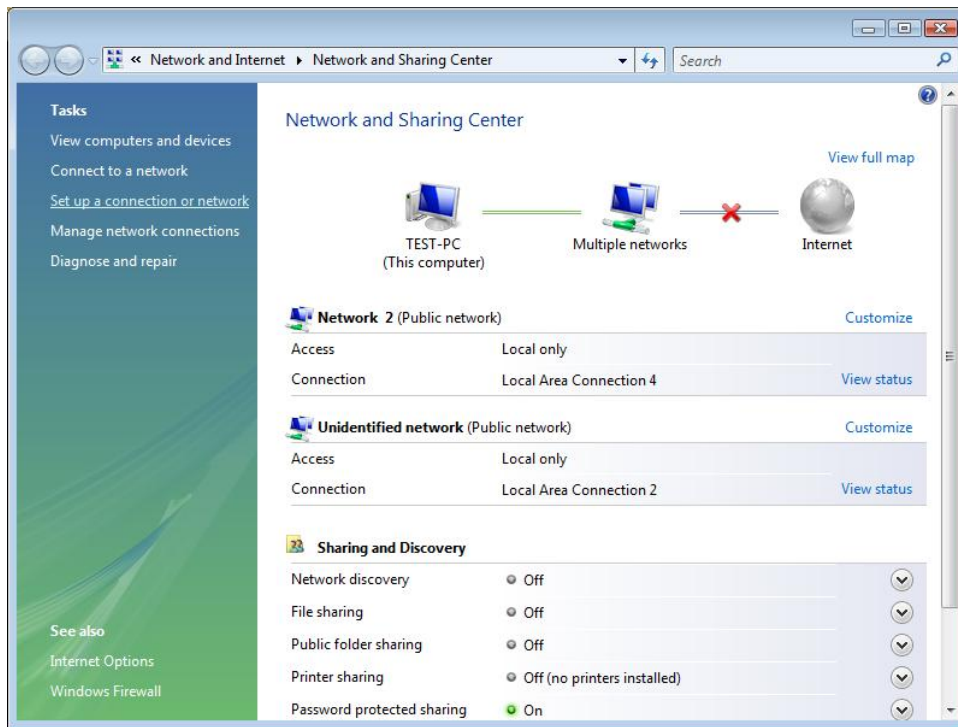 « Network and Internet ▸ Network and Sharing Center
Search
Tasks
View computers and devices
Connect to a network
Set up a connection or network
Manage network connections
Diagnose and repair
See also
Internet Options
Windows Firewall
Network and Sharing Center
View full map
TEST-PC
(This computer)
Multiple networks
Internet
Network 2 (Public network)
Customize
Access Local only
Connection Local Area Connection 4 View status
Unidentified network (Public network)
Customize
Access Local only
Connection Local Area Connection 2 View status
Sharing and Discovery
Network discovery Off
File sharing Off
Public folder sharing Off
Printer sharing Off (no printers installed)
Password protected sharing On